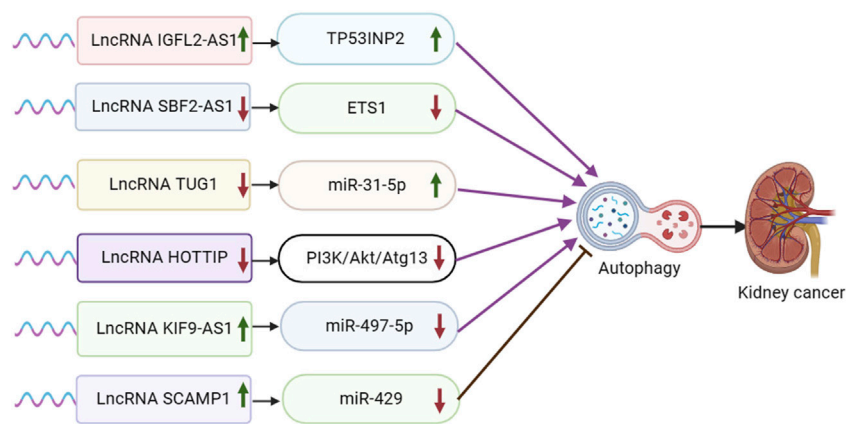 LncRNA IGFL2-AS1
TP53INP2
LncRNA SBF2-AS1
ETS1
LncRNA TUG1
miR-31-5p
LncRNA HOTTIP
PI3K/Akt/Atg13
LncRNA KIF9-AS1
miR-497-5p
LncRNA SCAMP1
miR-429
Autophagy
Kidney cancer